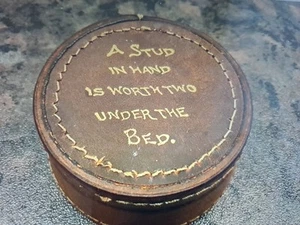 A STUD
IN HAND
IS WORTH TWO
UNDER THE
BED.